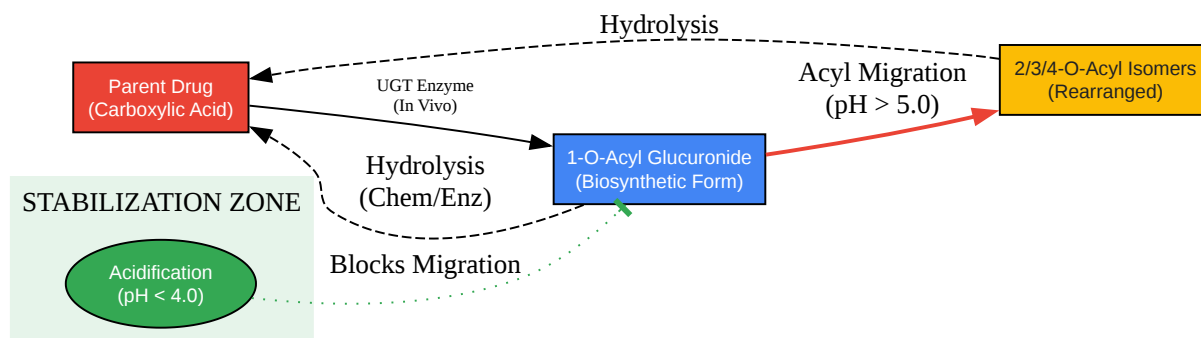 Hydrolysis
Parent Drug
(Carboxylic Acid)
UGT Enzyme
(In Vivo)
Acyl Migration
(pH > 5.0)
2/3/4-O-Acyl Isomers
(Rearranged)
1-O-Acyl Glucuronide
(Biosynthetic Form)
Hydrolysis
(Chem/Enz)
STABILIZATION ZONE
Acidification
(pH < 4.0)
Blocks Migration